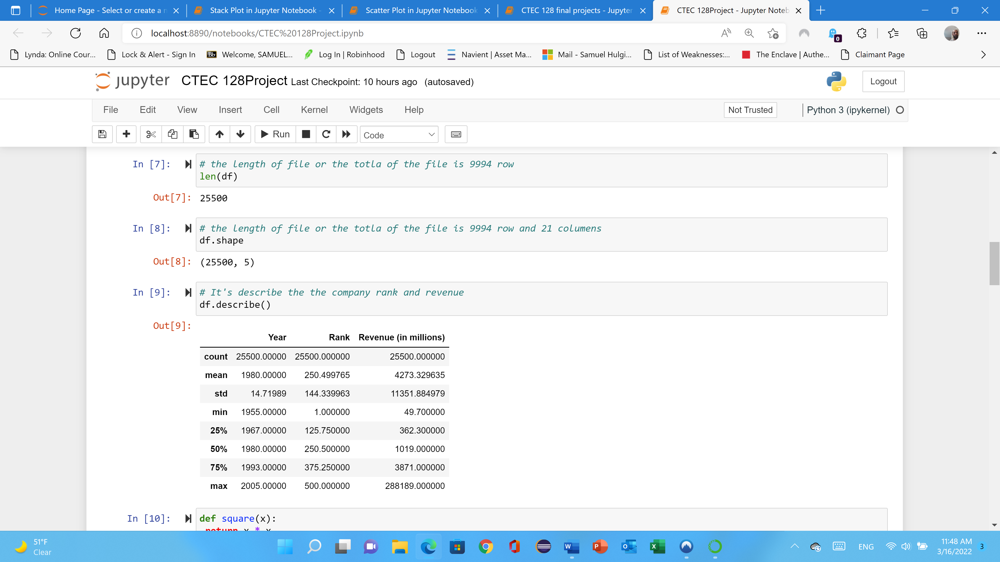 Home Page - Select or create a n
Stack Plot in Jupyter Notebook -
Scatter Plot in Jupyter Notebook
CTEC 128 final projects - Jupyter
CTEC 128Project - Jupyter Noteb
localhost:8890/notebooks/CTEC%20128Project.ipynb
0
Lynda: Online Cour...
Lock & Alert - Sign In
Bb Welcome, SAMUEL...
Log In | Robinhood
Logout
Navient | Asset Ma...
Mail - Samuel Hulgi...
List of Weaknesses:...
The Enclave | Authe...
Claimant Page
jupyter CTEC 128Project Last Checkpoint: 10 hours ago (autosaved)
Logout
File Edit View Insert Cell Kernel Widgets Help
Not Trusted
Python 3 (ipykernel)
Run
Code
In [7]: # the length of file or the totla of the file is 9994 row
len(df)
Out[7]: 25500
In [8]: # the length of file or the totla of the file is 9994 row and 21 columens
df.shape
Out[8]: (25500, 5)
In [9]: # It's describe the the company rank and revenue
df.describe()
Out[9]:
Year Rank Revenue (in millions)
count 25500.00000 25500.000000 25500.000000
mean 1980.00000 250.499765 4273.329635
std 14.71989 144.339963 11351.884979
min 1955.00000 1.000000 49.700000
25% 1967.00000 125.750000 362.300000
50% 1980.00000 250.500000 1019.000000
75% 1993.00000 375.250000 3871.000000
max 2005.00000 500.000000 288189.000000
In [10]: def square(x):
return x * x
51°F
Clear
ENG
11:48 AM
3/16/2022
3